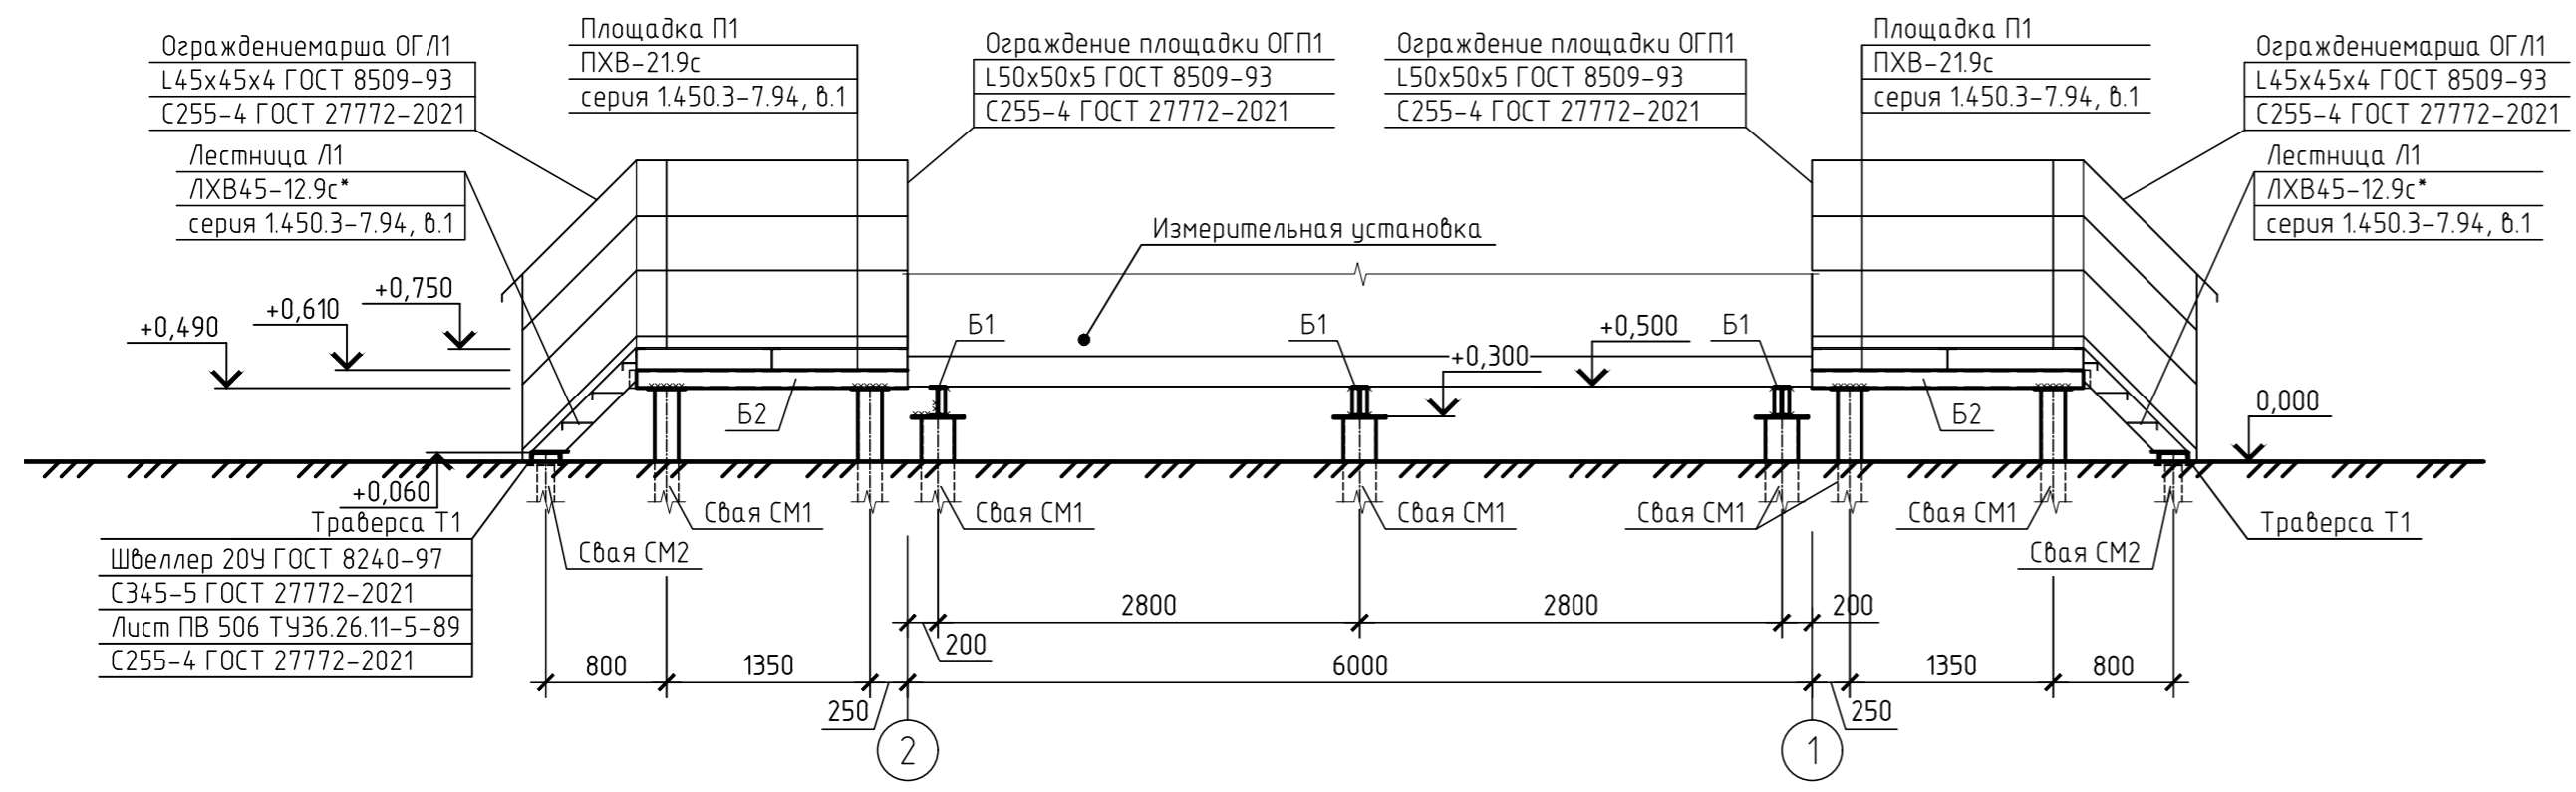 Ограждениемарша ОГЛ1
L45x45x4 ГОСТ 8509-93
С255-4 ГОСТ 27772-2021
Площадка П1
ПХВ-21.9с
серия 1.450.3-7.94, в.1
Ограждение площадки ОГП1
L50x50x5 ГОСТ 8509-93
С255-4 ГОСТ 27772-2021
Ограждение площадки ОГП1
L50x50x5 ГОСТ 8509-93
С255-4 ГОСТ 27772-2021
Площадка П1
ПХВ-21.9с
серия 1.450.3-7.94, в.1
Ограждениемарша ОГЛ1
L45x45x4 ГОСТ 8509-93
С255-4 ГОСТ 27772-2021
Лестница Л1
ЛХВ45-12.9с*
серия 1.450.3-7.94, в.1
Лестница Л1
ЛХВ45-12.9с*
серия 1.450.3-7.94, в.1
Измерительная установка
+0,750
+0,610
+0,490
Б1
Б1
+0,500
Б1
+0,300
Б2
Б2
0,000
+0,060
Траверса Т1
Швеллер 20У ГОСТ 8240-97
С345-5 ГОСТ 27772-2021
Лист ПВ 506 ТУ36.26.11-5-89
С255-4 ГОСТ 27772-2021
Свая СМ2
Свая СМ1
Свая СМ1
Свая СМ1
Свая СМ1
Свая СМ1
Свая СМ2
Траверса Т1
2800
2800
200
200
800
1350
6000
1350
800
250
250
2
1